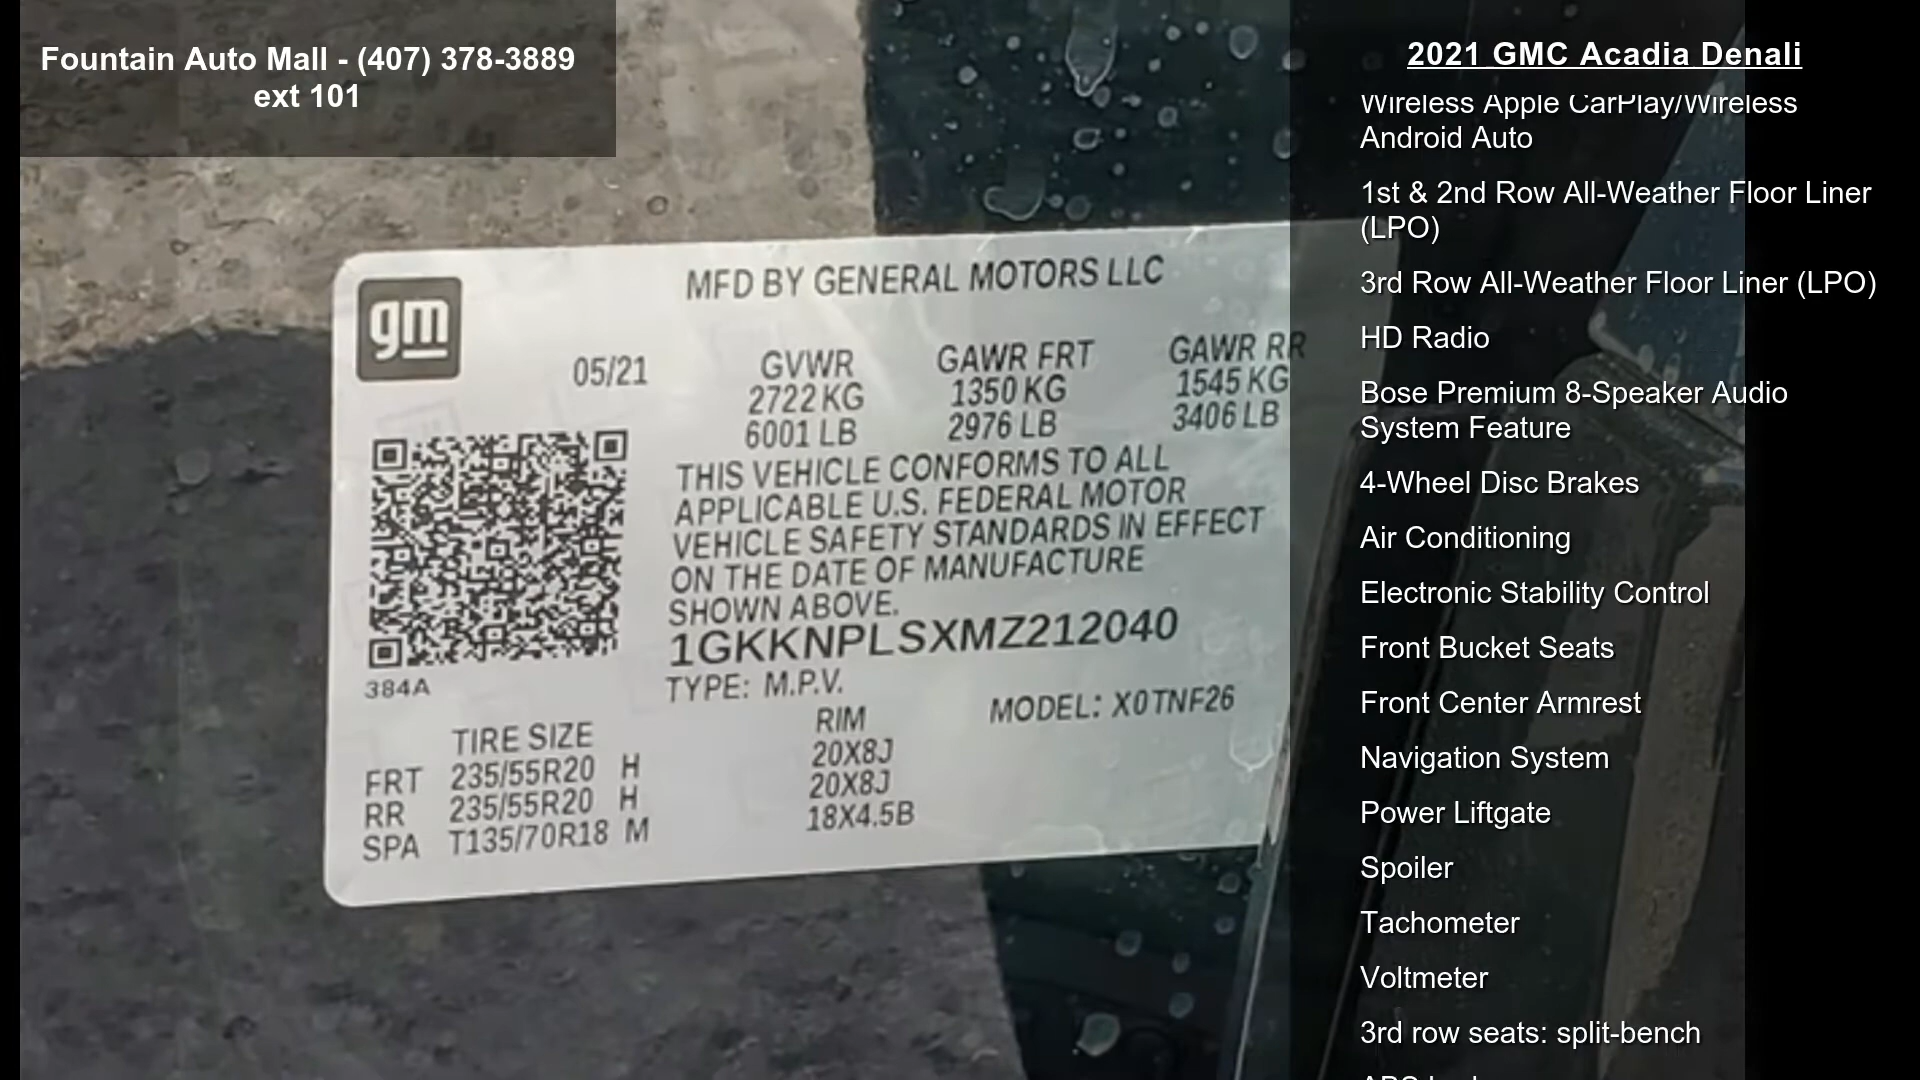 Fountain Auto Mall - (407) 378-3889
ext 101
2021 GMC Acadia Denali
Wireless Apple CarPlay/Wireless
Android Auto
1st & 2nd Row All-Weather Floor Liner
(LPO)
3rd Row All-Weather Floor Liner (LPO)
HD Radio
Bose Premium 8-Speaker Audio
System Feature
4-Wheel Disc Brakes
Air Conditioning
Electronic Stability Control
Front Bucket Seats
Front Center Armrest
Navigation System
Power Liftgate
Spoiler
Tachometer
Voltmeter
3rd row seats: split-bench
gm
MFD BY GENERAL MOTORS LLC
05/21 GVWR GAWR FRT GAWR RR
2722 KG 1350 KG 1545 KG
6001 LB 2976 LB 3406 LB
THIS VEHICLE CONFORMS TO ALL
APPLICABLE U.S. FEDERAL MOTOR
VEHICLE SAFETY STANDARDS IN EFFECT
ON THE DATE OF MANUFACTURE
SHOWN ABOVE.
1GKKNPLSXMZ212040
384A
TYPE: M.P.V.
MODEL: X0TNF26
TIRE SIZE RIM
FRT 235/55R20 H 20X8J
RR 235/55R20 H 20X8J
SPA T135/70R18 M 18X4.5B